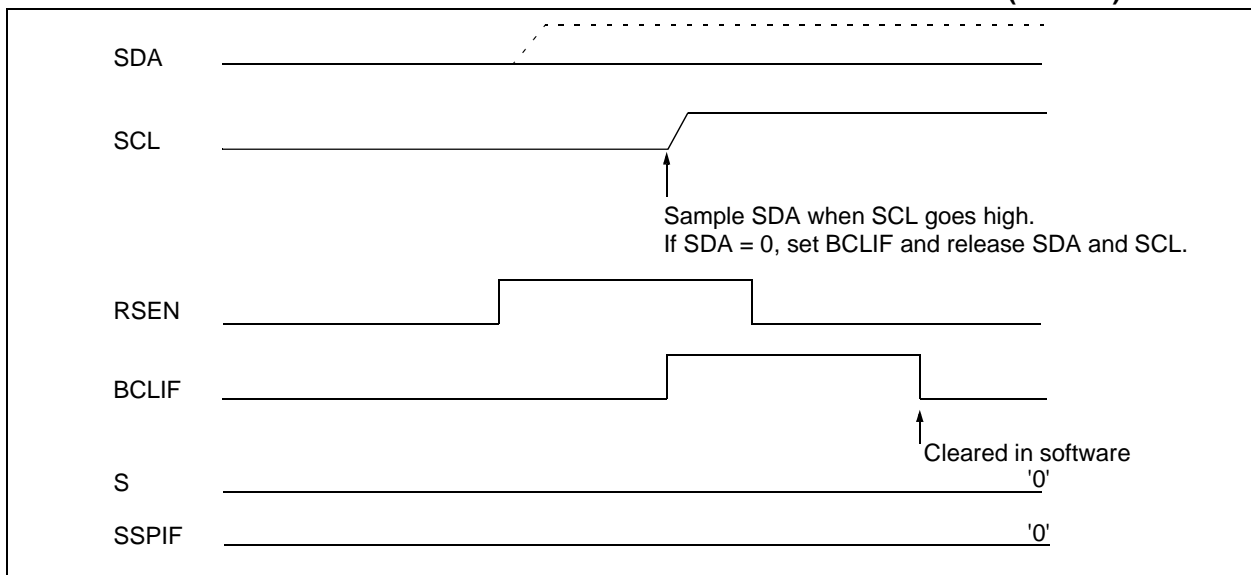 SDA
SCL
Sample SDA when SCL goes high.
If SDA = 0, set BCLIF and release SDA and SCL.
RSEN
BCLIF
Cleared in software
S
'0'
SSPIF
'0'